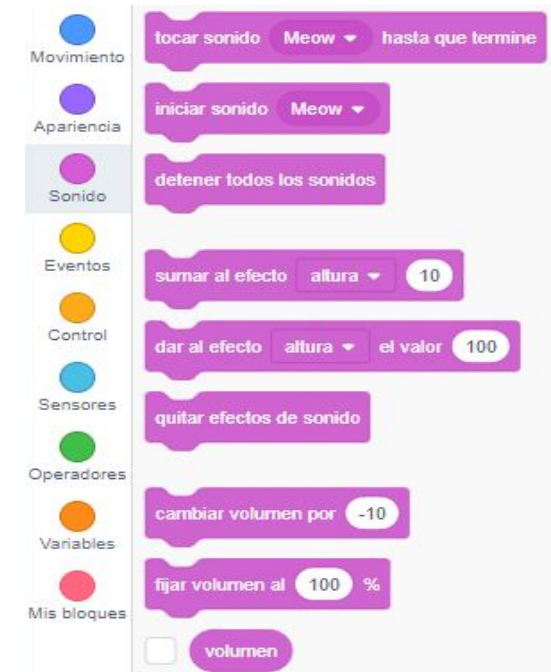 Movimiento
Apariencia
Sonido
Eventos
Control
Sensores
Operadores
Variables
Mis bloques
tocar sonido Meow hasta que termine
iniciar sonido Meow
detener todos los sonidos
sumar al efecto altura 10
dar al efecto altura el valor 100
quitar efectos de sonido
cambiar volumen por -10
fijar volumen al 100 %
volumen